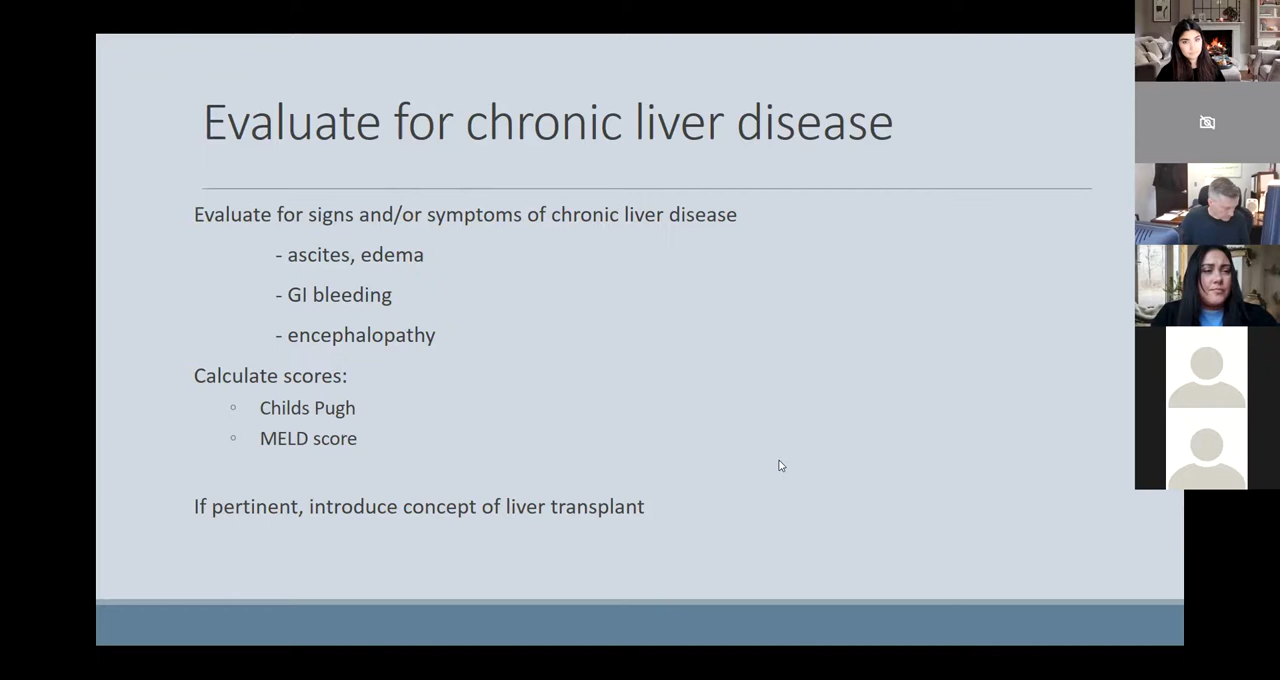 Evaluate for chronic liver disease
Evaluate for signs and/or symptoms of chronic liver disease
- ascites, edema
- GI bleeding
- encephalopathy
Calculate scores:
◦ Childs Pugh
◦ MELD score
If pertinent, introduce concept of liver transplant